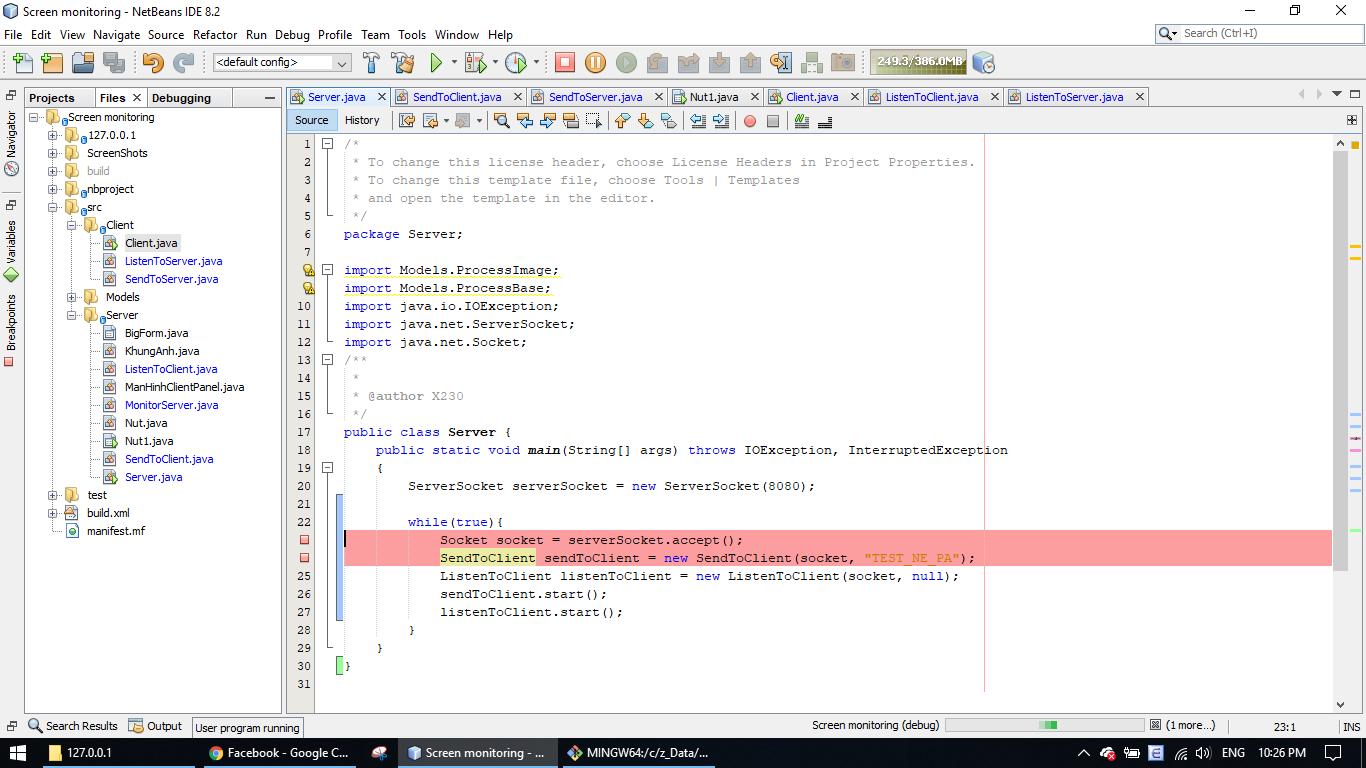 Screen monitoring - NetBeans IDE 8.2
File Edit View Navigate Source Refactor Run Debug Profile Team Tools Window Help
Search (Ctrl+I)
<default config>
249.3/386.0MB
Projects Files Debugging
Server.java SendToClient.java SendToServer.java Nut1.java Client.java ListenToClient.java ListenToServer.java
Source History
Navigator
Variables
Breakpoints
Screen monitoring
127.0.0.1
ScreenShots
build
nbproject
src
Client
Client.java
ListenToServer.java
SendToServer.java
Models
Server
BigForm.java
KhungAnh.java
ListenToClient.java
ManHinhClientPanel.java
MonitorServer.java
Nut.java
Nut1.java
SendToClient.java
Server.java
test
build.xml
manifest.mf
1 /*
2 * To change this license header, choose License Headers in Project Properties.
3 * To change this template file, choose Tools | Templates
4 * and open the template in the editor.
5 */
6 package Server;
7
import Models.ProcessImage;
import Models.ProcessBase;
10 import java.io.IOException;
11 import java.net.ServerSocket;
12 import java.net.Socket;
13 /**
14 *
15 * @author X230
16 */
17 public class Server {
18 public static void main(String[] args) throws IOException, InterruptedException
19 {
20 ServerSocket serverSocket = new ServerSocket(8080);
21
22 while(true){
Socket socket = serverSocket.accept();
SendToClient sendToClient = new SendToClient(socket, "TEST_NE_PA");
25 ListenToClient listenToClient = new ListenToClient(socket, null);
26 sendToClient.start();
27 listenToClient.start();
28 }
29 }
30 }
31
Search Results Output User program running
Screen monitoring (debug) (1 more...) 23:1 INS
127.0.0.1 Facebook - Google C... Screen monitoring - ... MINGW64:/c/z_Data/... ENG 10:26 PM